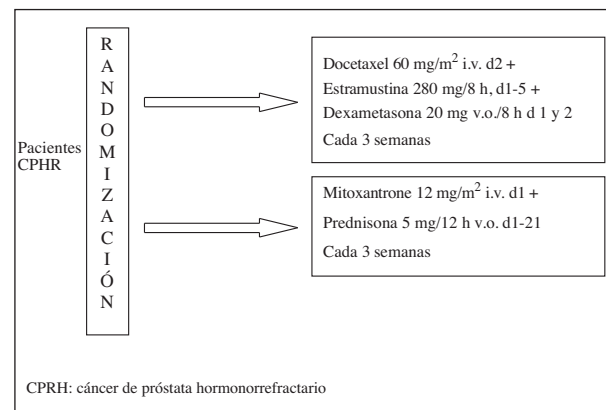 Pacientes
CPHR
RANDOMIZACIÓN
Docetaxel 60 mg/m² i.v. d2 +
Estramustina 280 mg/8 h, d1-5 +
Dexametasona 20 mg v.o./8 h d 1 y 2
Cada 3 semanas
Mitoxantrone 12 mg/m² i.v. d1 +
Prednisona 5 mg/12 h v.o. d1-21
Cada 3 semanas
CPRH: cáncer de próstata hormonorrefractario